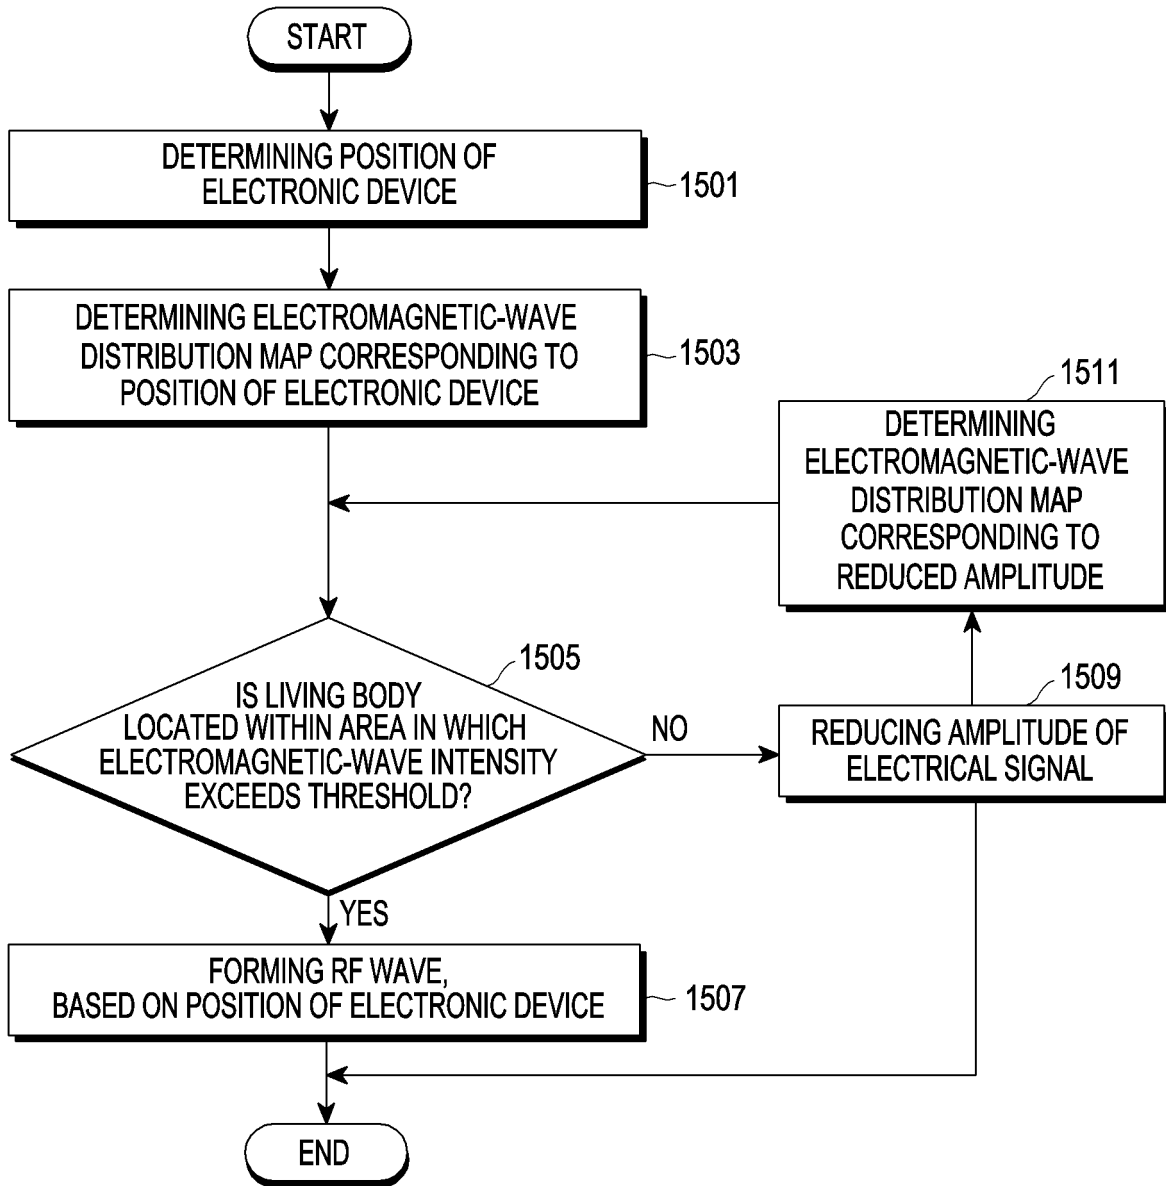 START
DETERMINING POSITION OF
ELECTRONIC DEVICE
1501
DETERMINING ELECTROMAGNETIC-WAVE
DISTRIBUTION MAP CORRESPONDING TO
POSITION OF ELECTRONIC DEVICE
1503
1511
DETERMINING
ELECTROMAGNETIC-WAVE
DISTRIBUTION MAP
CORRESPONDING TO
REDUCED AMPLITUDE
1505
IS LIVING BODY
LOCATED WITHIN AREA IN WHICH
ELECTROMAGNETIC-WAVE INTENSITY
EXCEEDS THRESHOLD?
NO
1509
REDUCING AMPLITUDE OF
ELECTRICAL SIGNAL
YES
FORMING RF WAVE,
BASED ON POSITION OF ELECTRONIC DEVICE
1507
END